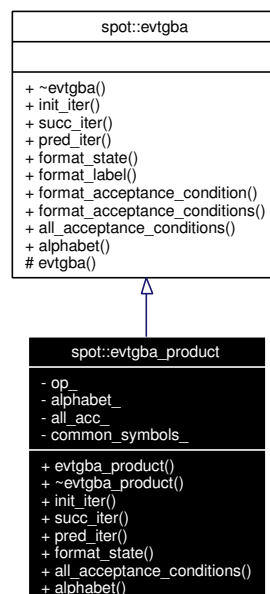 spot::evtgba
+ ~evtgba()
+ init_iter()
+ succ_iter()
+ pred_iter()
+ format_state()
+ format_label()
+ format_acceptance_condition()
+ format_acceptance_conditions()
+ all_acceptance_conditions()
+ alphabet()
# evtgba()
spot::evtgba_product
- op_
- alphabet_
- all_acc_
- common_symbols_
+ evtgba_product()
+ ~evtgba_product()
+ init_iter()
+ succ_iter()
+ pred_iter()
+ format_state()
+ all_acceptance_conditions()
+ alphabet()